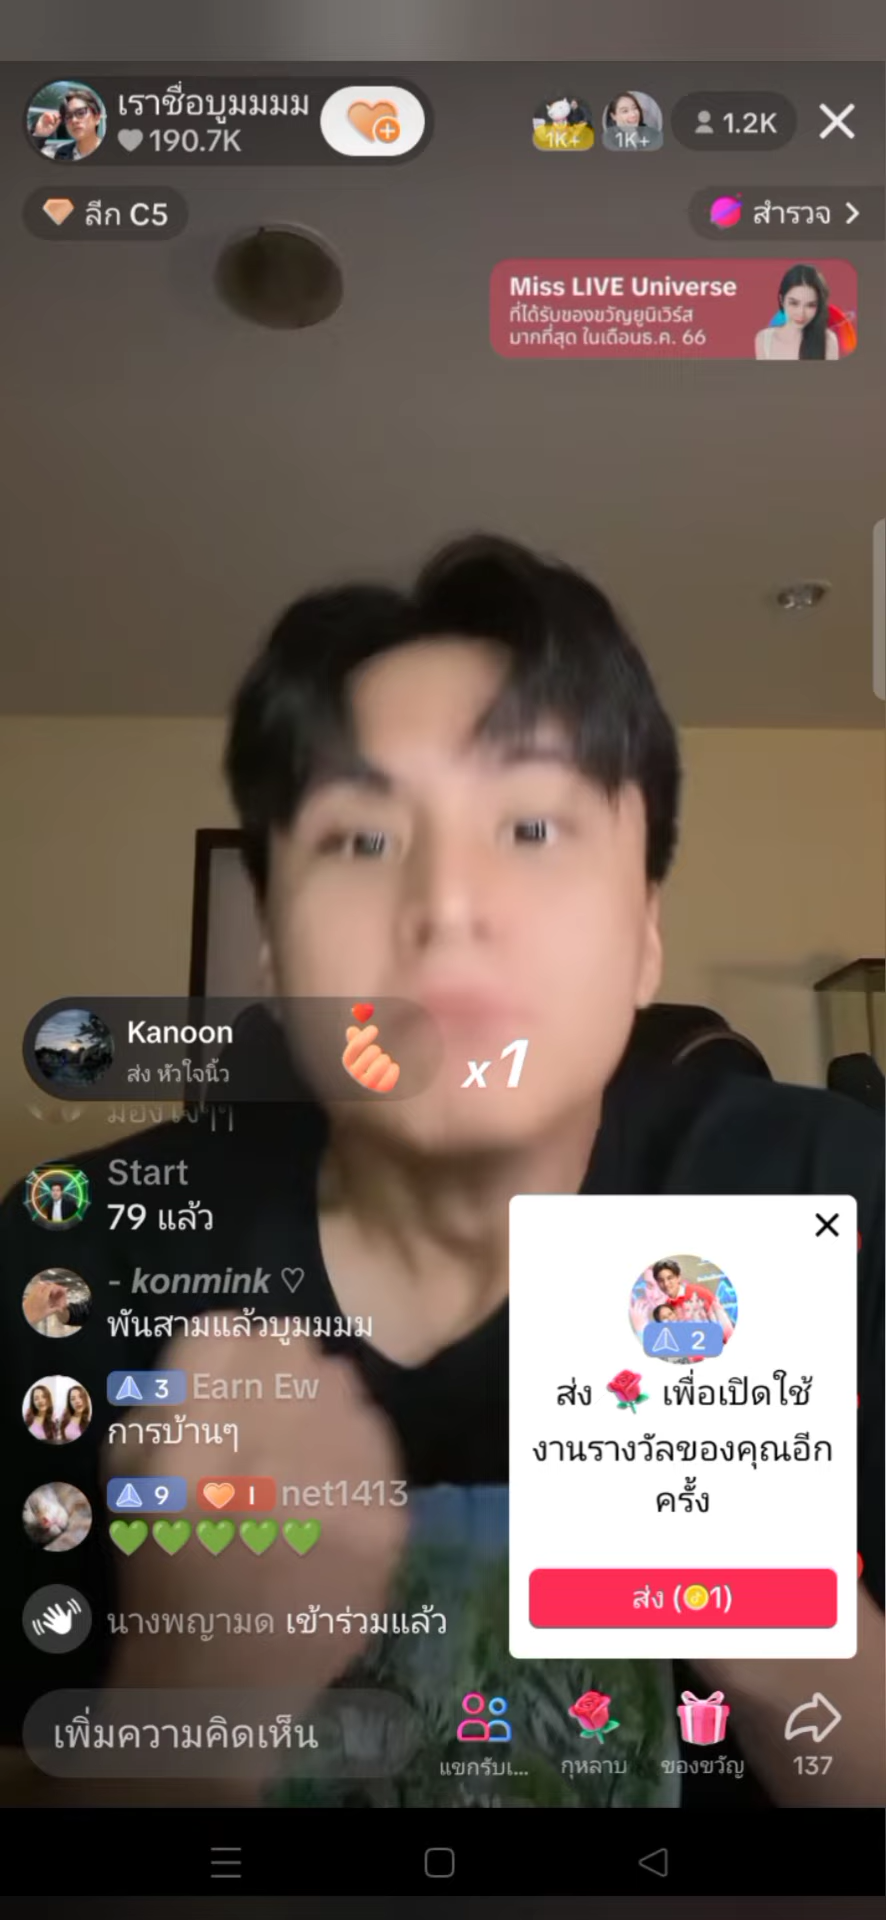 เราชื่อบูมมมม
190.7K
1K+
1K+
1.2K
ลีก C5
สำรวจ
Miss LIVE Universe
ที่ได้รับของขวัญยูนิเวิร์ส
มากที่สุด ในเดือนธ.ค. 66
Kanoon
ส่ง หัวใจนิ้ว
x1
Start
79 แล้ว
- konmink ♡
พันสามแล้วบูมมมม
3 Earn Ew
การบ้านๆ
9 I net1413
💚💚💚💚💚
นางพญามด เข้าร่วมแล้ว
2
ส่ง 🌹 เพื่อเปิดใช้
งานรางวัลของคุณอีก
ครั้ง
ส่ง (1)
เพิ่มความคิดเห็น
แขกรับเ...
กุหลาบ
ของขวัญ
137